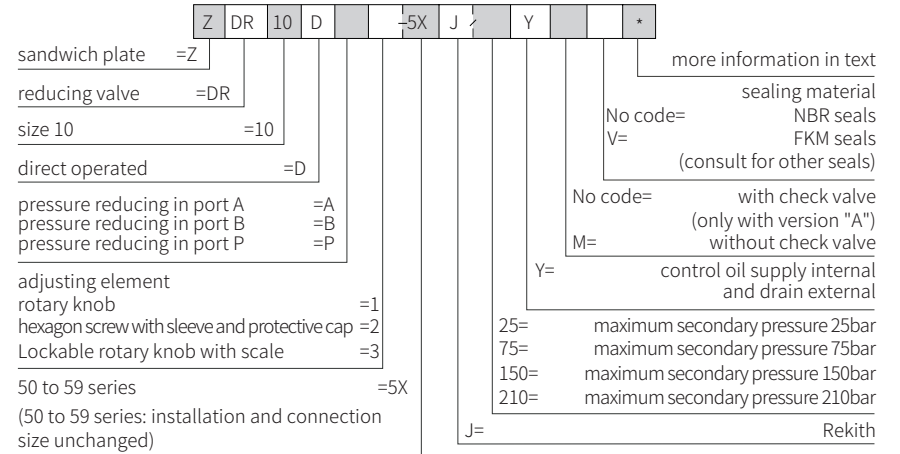 Z DR 10 D -5X J / Y *
sandwich plate =Z
reducing valve =DR
size 10 =10
direct operated =D
pressure reducing in port A =A
pressure reducing in port B =B
pressure reducing in port P =P
adjusting element
rotary knob =1
hexagon screw with sleeve and protective cap =2
Lockable rotary knob with scale =3
50 to 59 series =5X
(50 to 59 series: installation and connection
size unchanged)
more information in text
sealing material
No code= NBR seals
V= FKM seals
(consult for other seals)
No code= with check valve
(only with version "A")
M= without check valve
Y= control oil supply internal
and drain external
25= maximum secondary pressure 25bar
75= maximum secondary pressure 75bar
150= maximum secondary pressure 150bar
210= maximum secondary pressure 210bar
J= Rekith